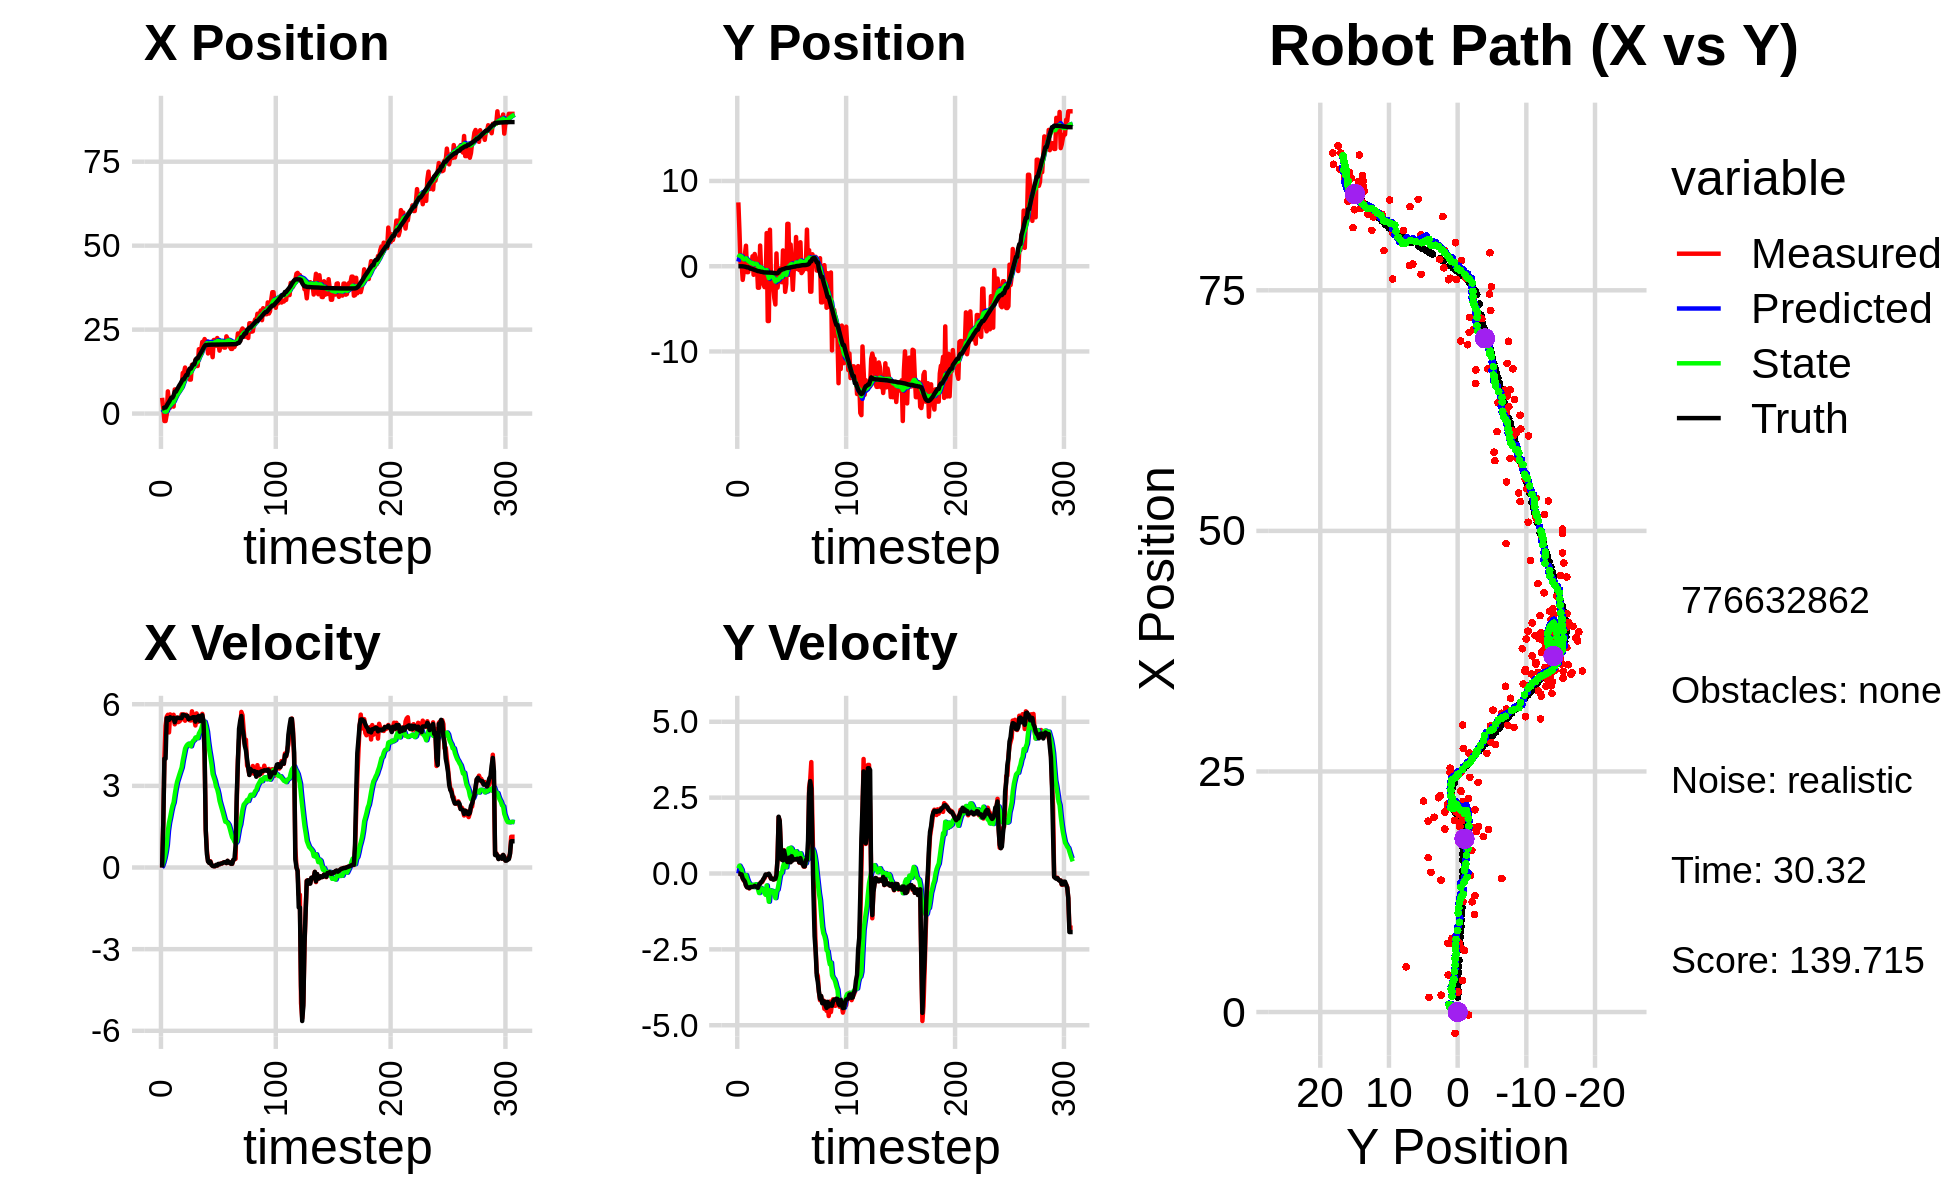 X Position
75
50
25
0
0
100
200
300
timestep
Y Position
10
0
-10
0
100
200
300
timestep
X Velocity
6
3
0
-3
-6
0
100
200
300
timestep
Y Velocity
5.0
2.5
0.0
-2.5
-5.0
0
100
200
300
timestep
Robot Path (X vs Y)
X Position
75
50
25
0
20 10 0 -10 -20
Y Position
variable
Measured
Predicted
State
Truth
776632862
Obstacles: none
Noise: realistic
Time: 30.32
Score: 139.715